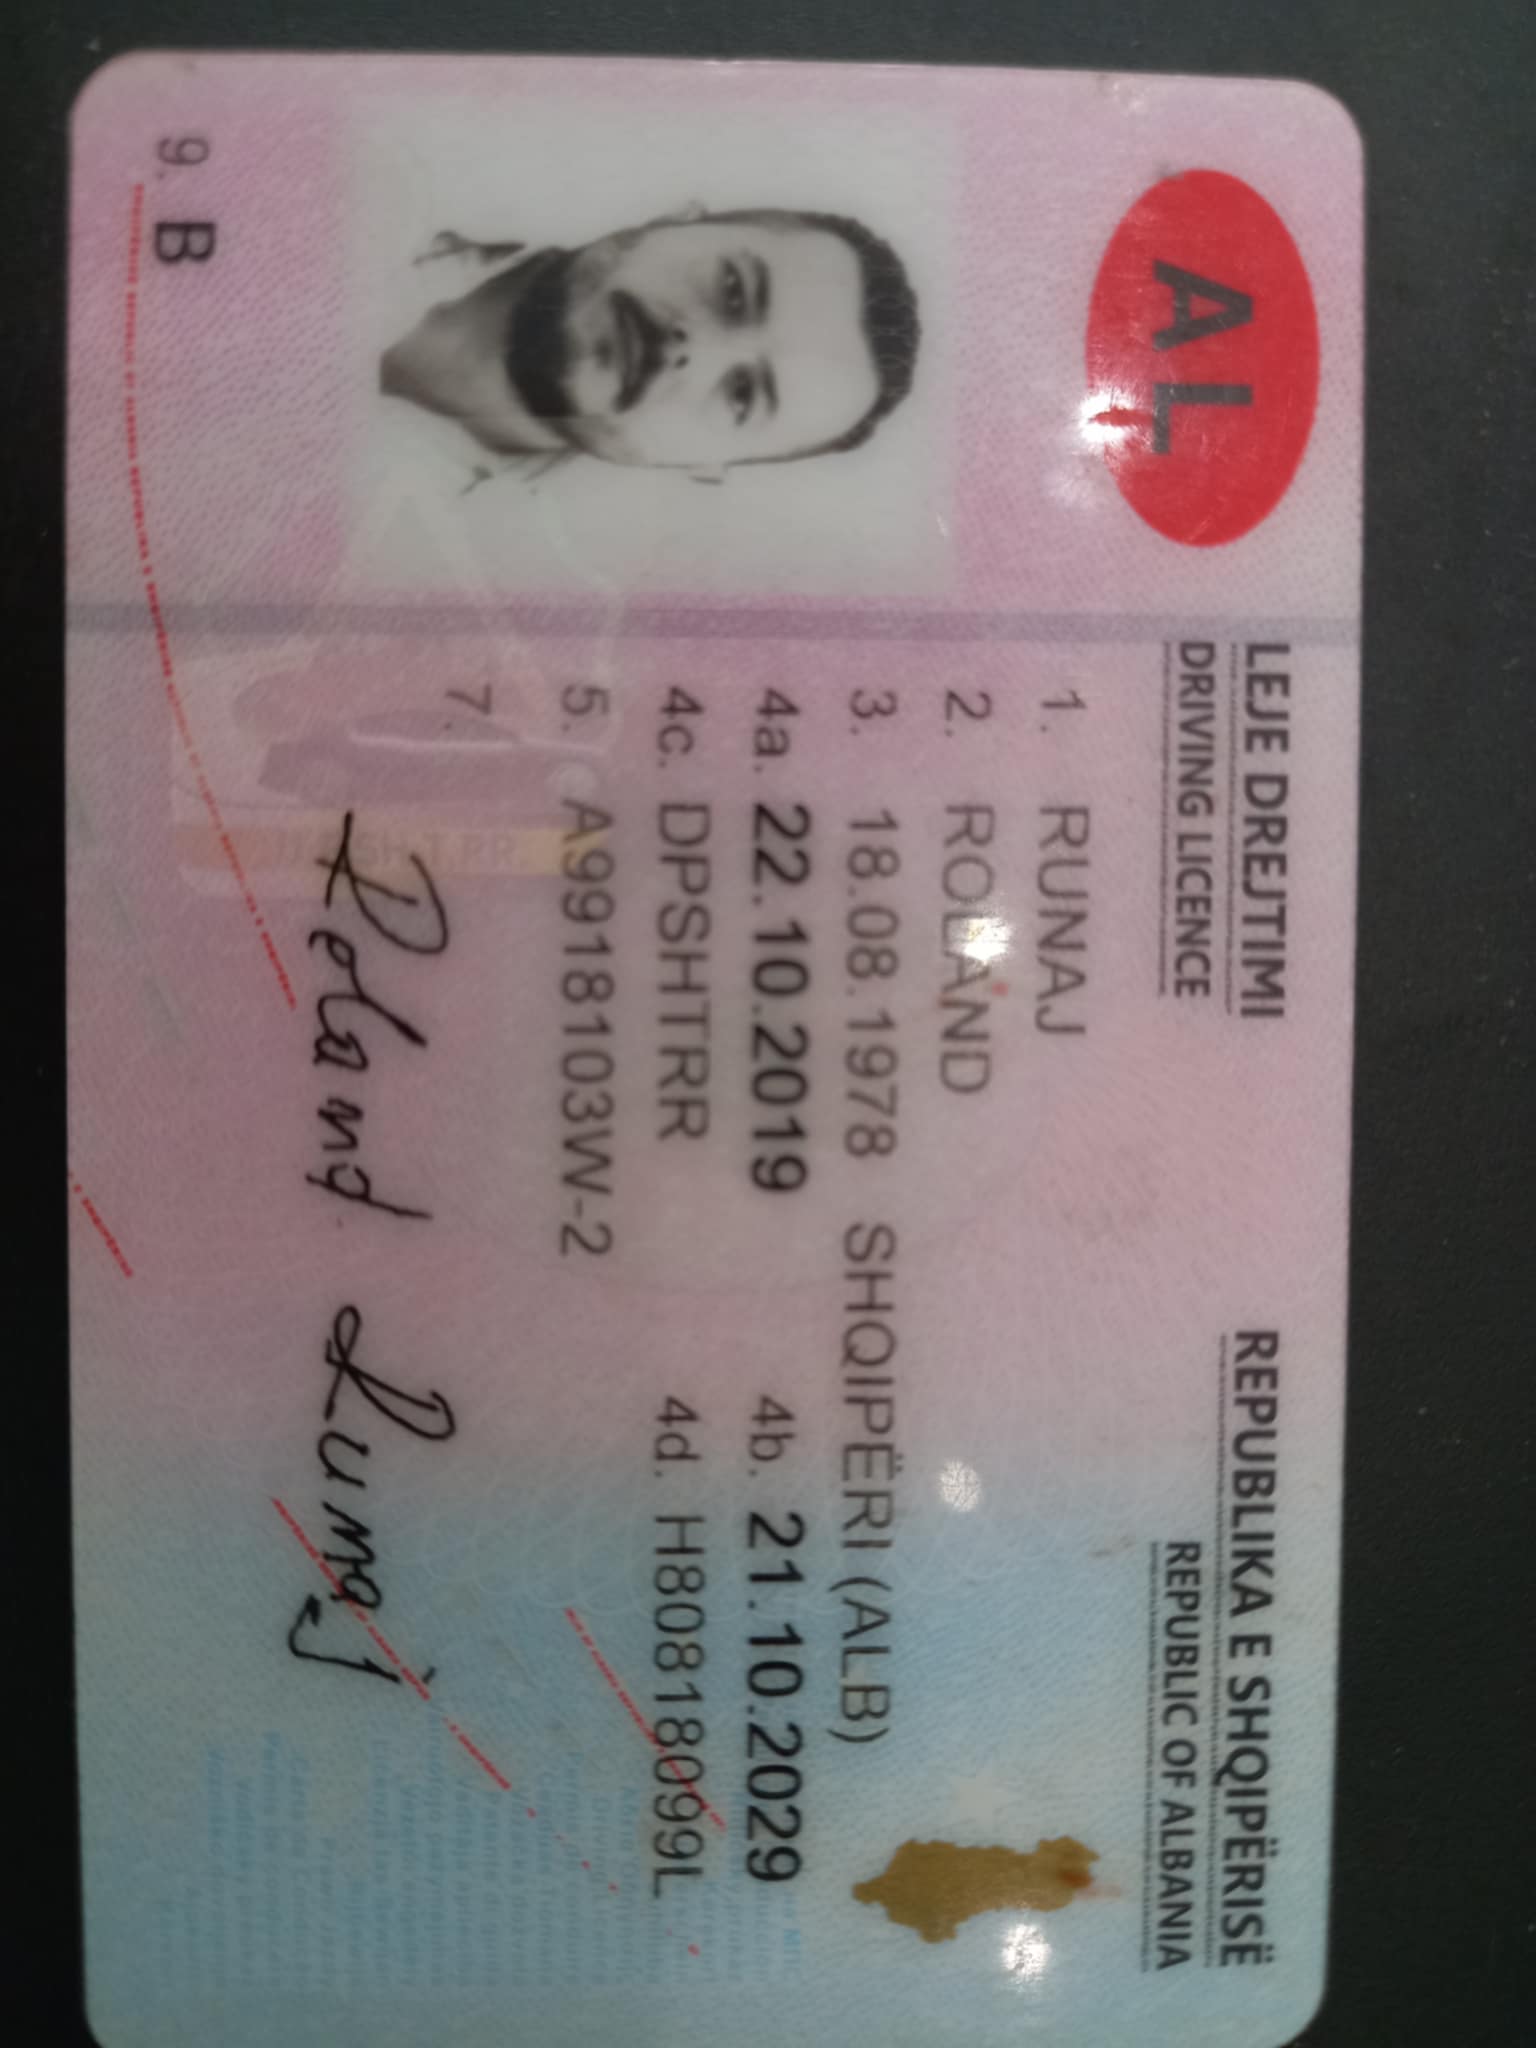 AL
LEJE DREJTIMI
DRIVING LICENCE
REPUBLIKA E SHQIPËRISË
REPUBLIC OF ALBANIA
1. RUNAJ
2. ROLAND
3. 18.08.1978 SHQIPËRI (ALB)
4a. 22.10.2019 4b. 21.10.2029
4c. DPSHTRR 4d. H80818099L
5. A9918103W-2
7. Roland Runaj
9. B